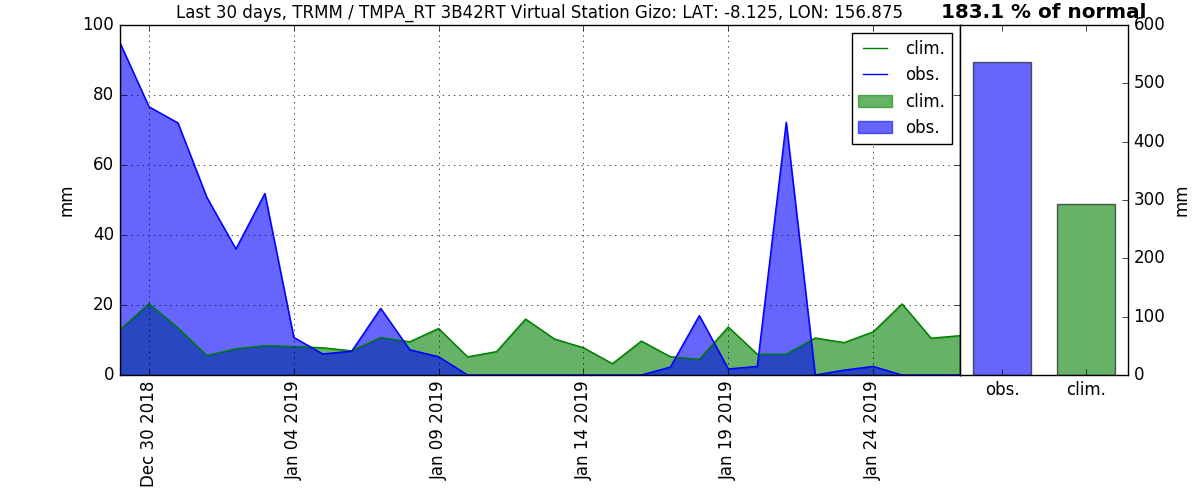 Last 30 days, TRMM / TMPA_RT 3B42RT Virtual Station Gizo: LAT: -8.125, LON: 156.875
183.1 % of normal
100
80
60
40
20
0
mm
clim.
obs.
clim.
obs.
600
500
400
300
200
100
0
mm
Dec 30 2018
Jan 04 2019
Jan 09 2019
Jan 14 2019
Jan 19 2019
Jan 24 2019
obs.
clim.